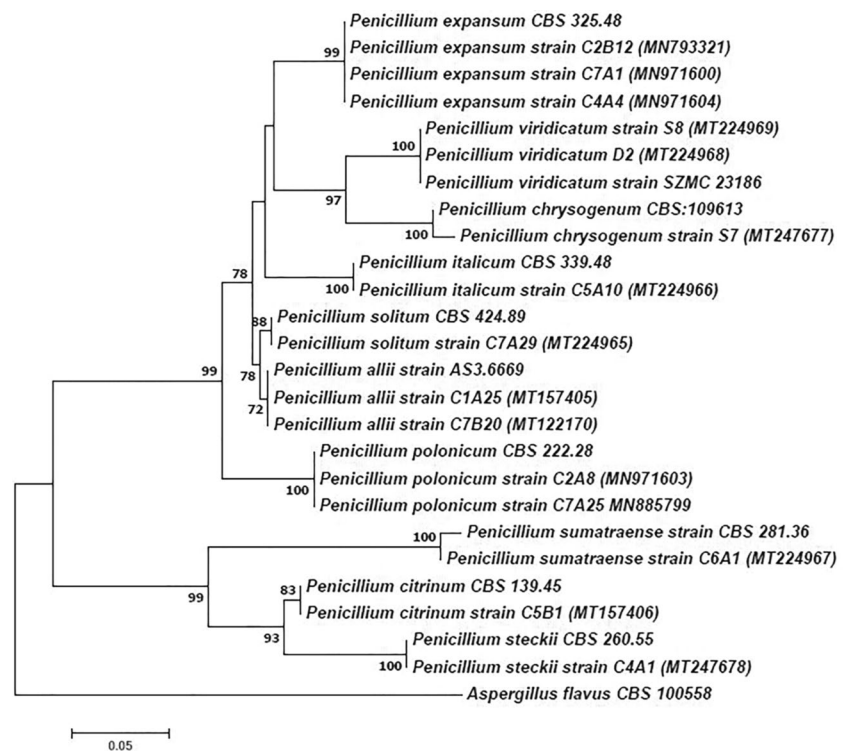 Penicillium expansum CBS 325.48
99
Penicillium expansum strain C2B12 (MN793321)
Penicillium expansum strain C7A1 (MN971600)
Penicillium expansum strain C4A4 (MN971604)
Penicillium viridicatum strain S8 (MT224969)
100
Penicillium viridicatum D2 (MT224968)
Penicillium viridicatum strain SZMC 23186
97
Penicillium chrysogenum CBS:109613
100
Penicillium chrysogenum strain S7 (MT247677)
Penicillium italicum CBS 339.48
78
100
Penicillium italicum strain C5A10 (MT224966)
Penicillium solitum CBS 424.89
88
Penicillium solitum strain C7A29 (MT224965)
99
78
Penicillium allii strain AS3.6669
Penicillium allii strain C1A25 (MT157405)
72
Penicillium allii strain C7B20 (MT122170)
Penicillium polonicum CBS 222.28
Penicillium polonicum strain C2A8 (MN971603)
100
Penicillium polonicum strain C7A25 MN885799
100
Penicillium sumatraense strain CBS 281.36
Penicillium sumatraense strain C6A1 (MT224967)
99
83
Penicillium citrinum CBS 139.45
Penicillium citrinum strain C5B1 (MT157406)
93
Penicillium steckii CBS 260.55
100
Penicillium steckii strain C4A1 (MT247678)
Aspergillus flavus CBS 100558
0.05